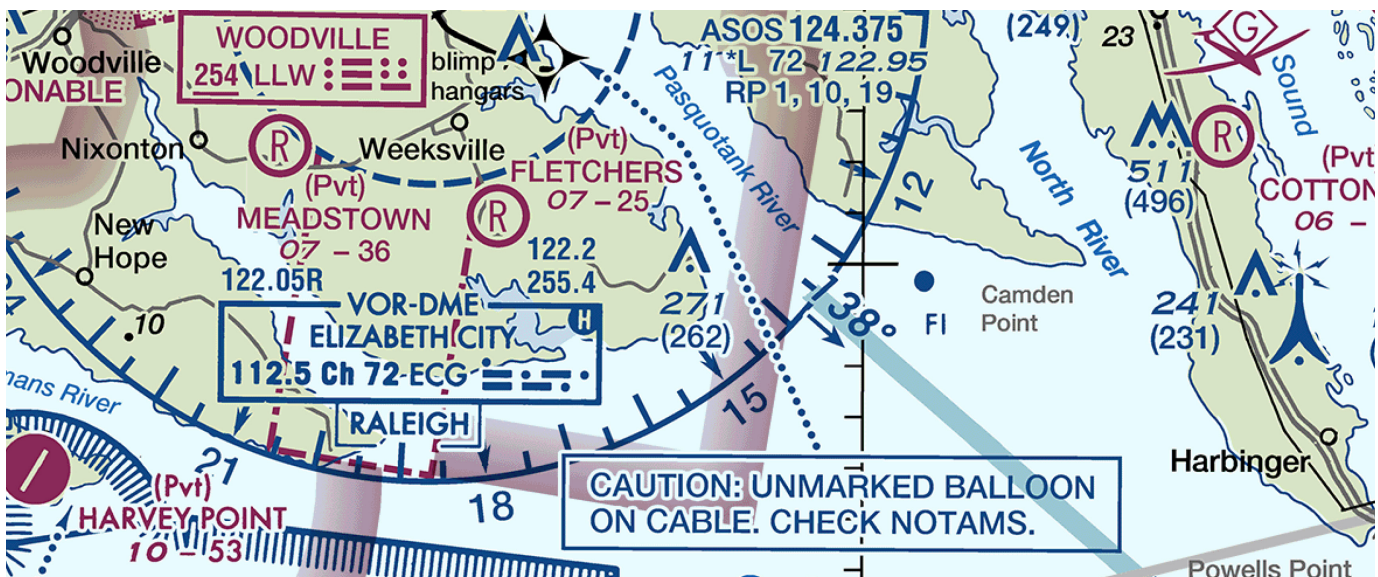 Woodville
ONABLE
WOODVILLE
254 LLW
blimp
hangars
ASOS 124.375
11 *L 72 122.95
RP 1, 10, 19
(249)
23
G
Sound
Pasquotank River
Nixonton
R
Weeksville
(Pvt)
FLETCHERS
07 – 25
(Pvt)
MEADSTOWN
07 – 36
R
12
North River
511
(496)
R
(Pvt
COTTON
06 –
New
Hope
122.05R
122.2
255.4
VOR-DME
ELIZABETH CITY
H
112.5 Ch 72 ECG
RALEIGH
10
271
(262)
138°
Fl
Camden
Point
241
(231)
mans River
15
21
18
(Pvt)
HARVEY POINT
10 – 53
CAUTION: UNMARKED BALLOON
ON CABLE. CHECK NOTAMS.
Harbinger
Powells Point